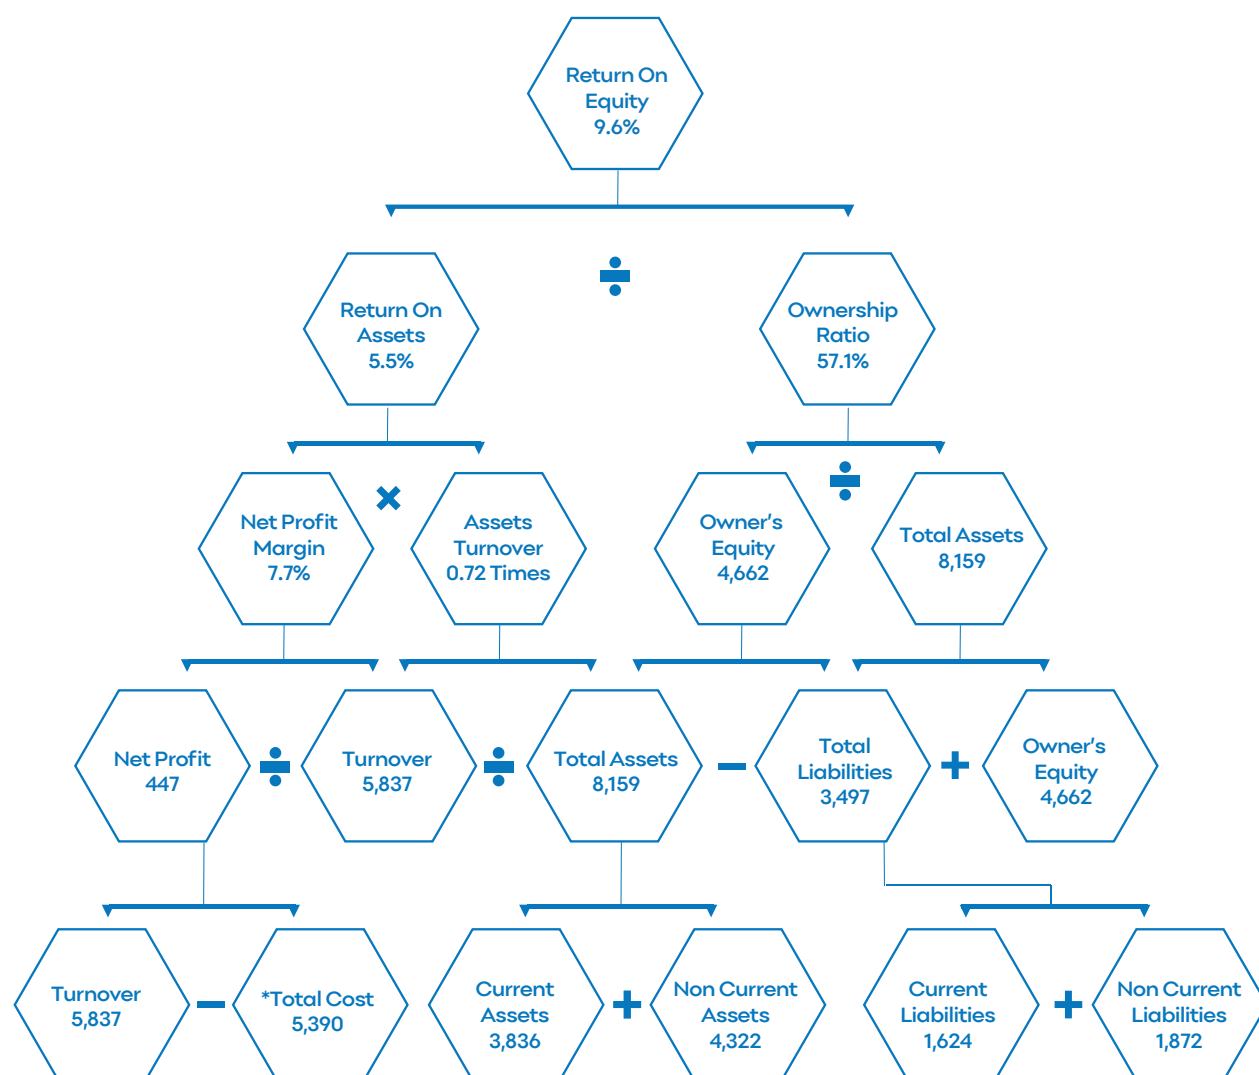 Return On
Equity
9.6%
Return On
Assets
5.5%
Ownership
Ratio
57.1%
Net Profit
Margin
7.7%
Assets
Turnover
0.72 Times
Owner's
Equity
4,662
Total Assets
8,159
Net Profit
447
Turnover
5,837
Total Assets
8,159
Total
Liabilities
3,497
Owner's
Equity
4,662
Turnover
5,837
*Total Cost
5,390
Current
Assets
3,836
Non Current
Assets
4,322
Current
Liabilities
1,624
Non Current
Liabilities
1,872